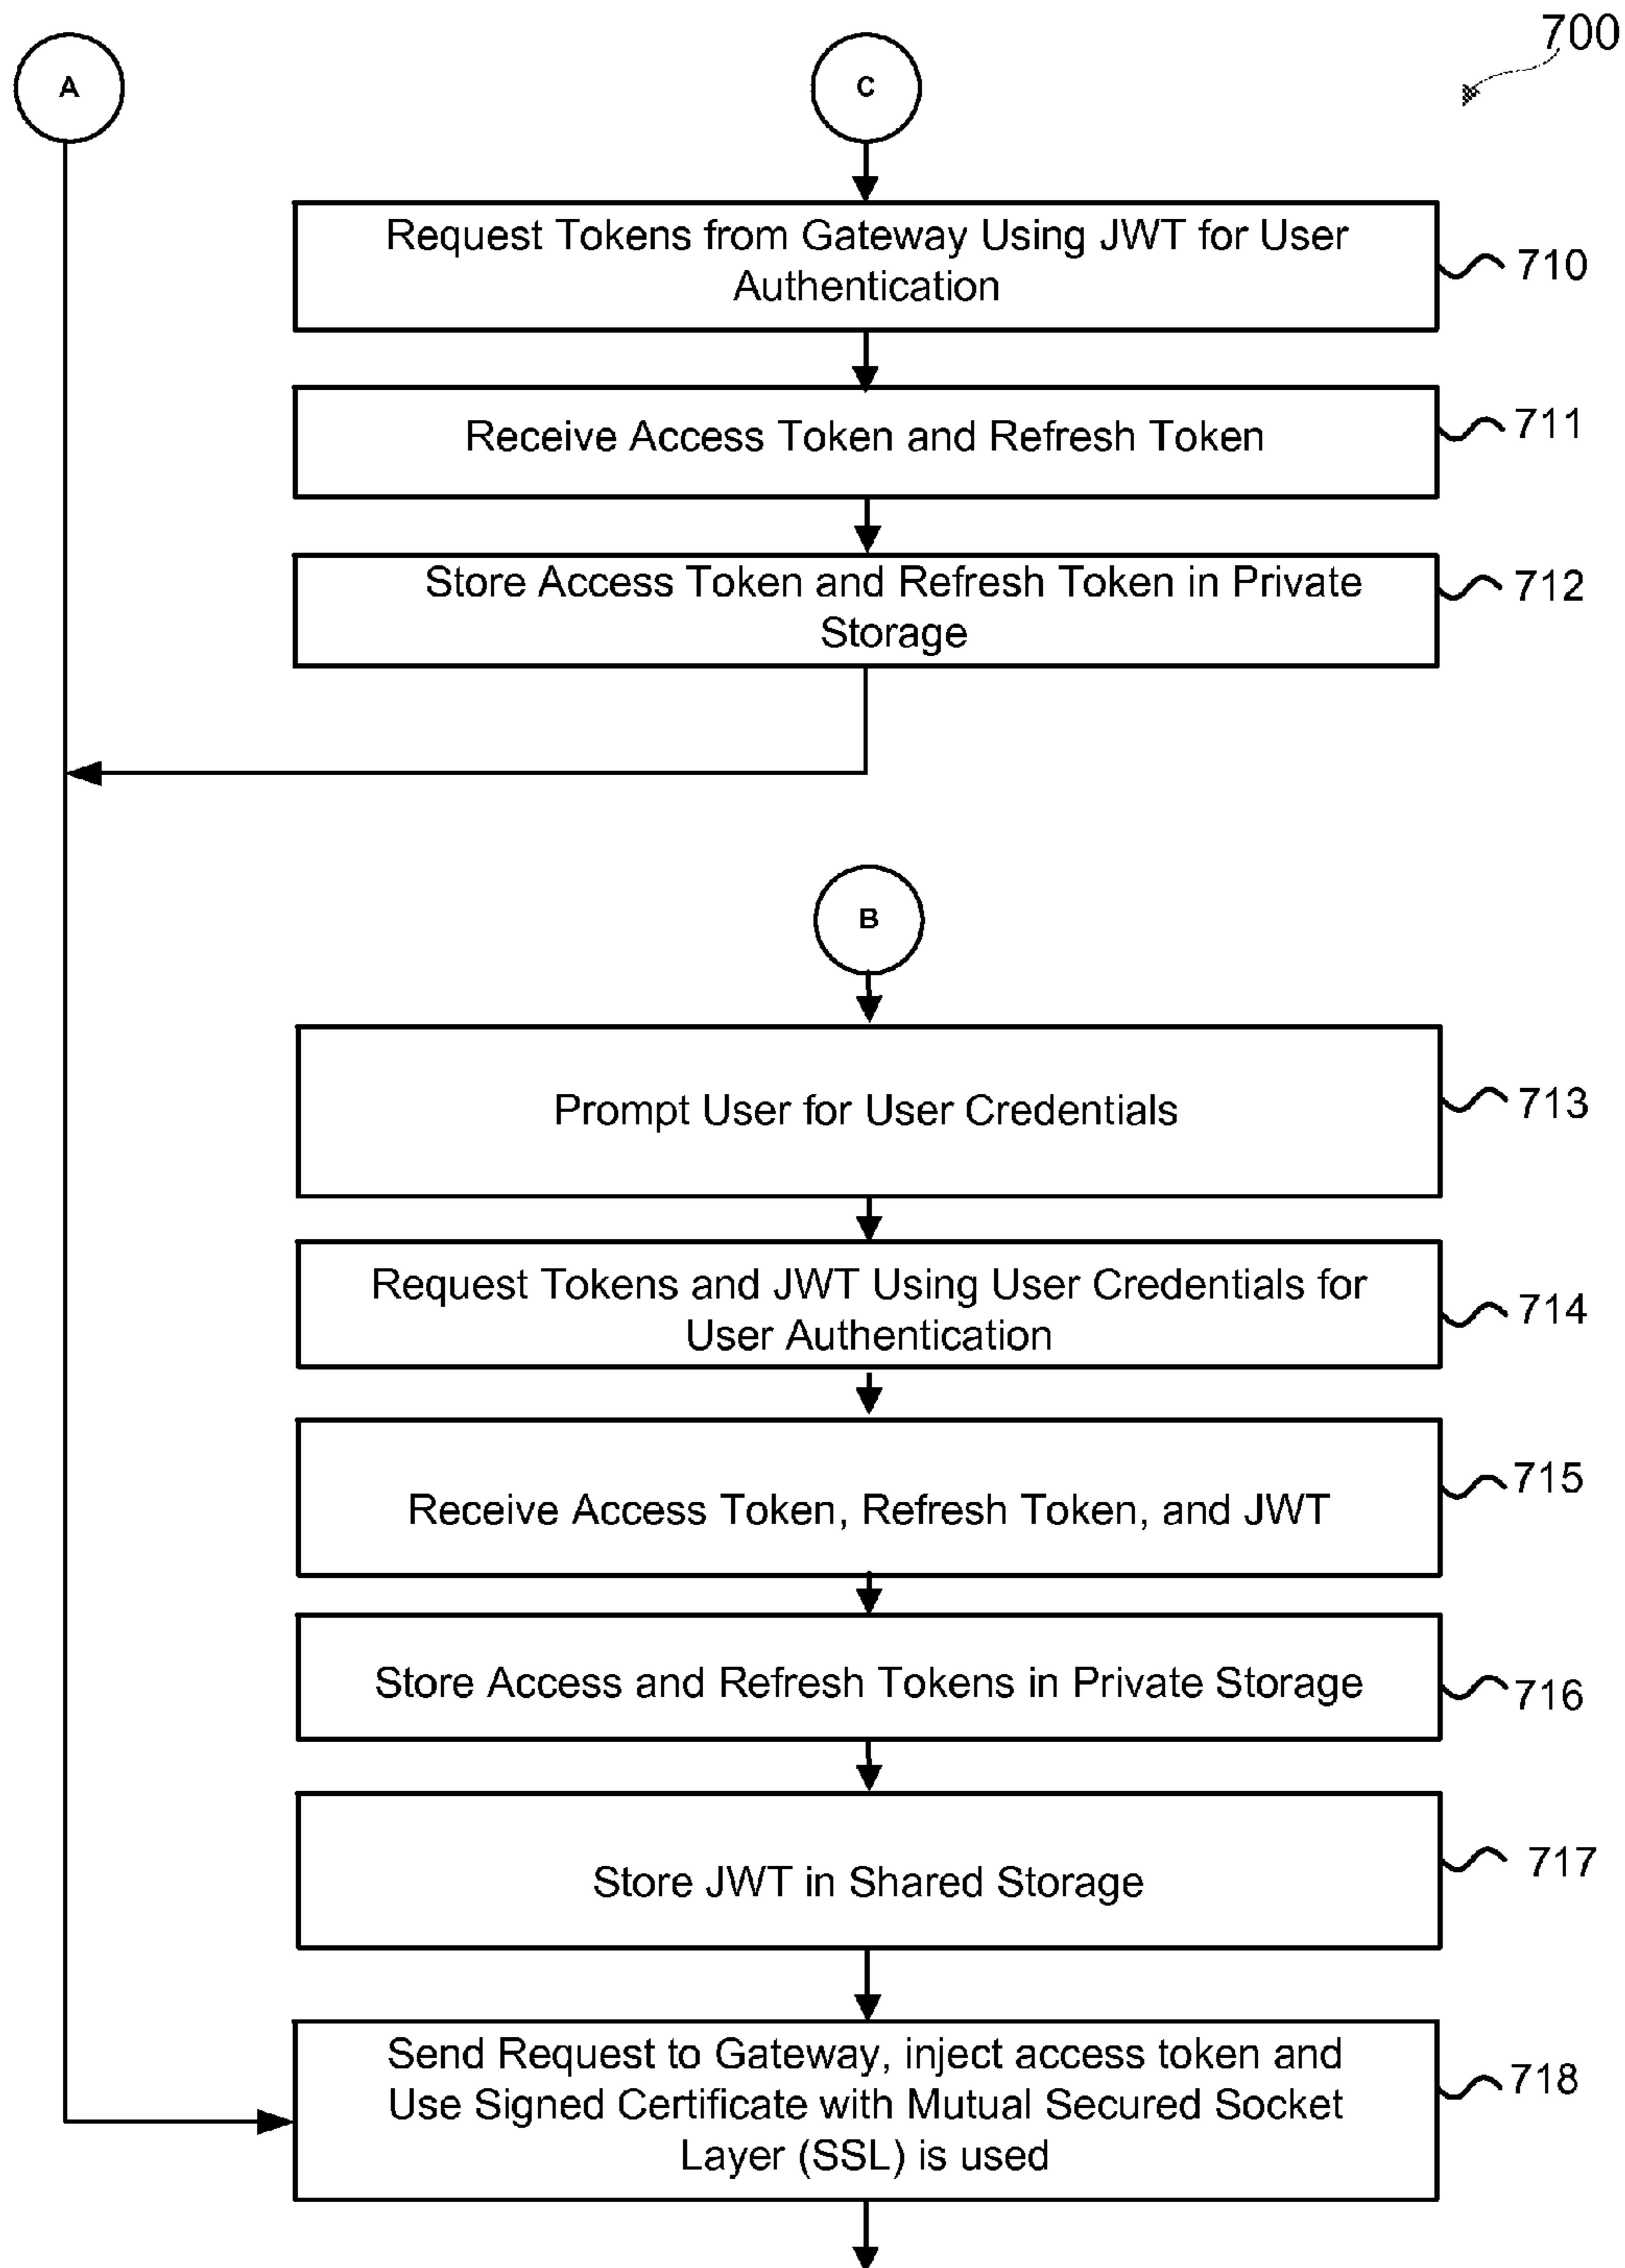 700
A
C
Request Tokens from Gateway Using JWT for User
Authentication
710
Receive Access Token and Refresh Token
711
Store Access Token and Refresh Token in Private
Storage
712
B
Prompt User for User Credentials
713
Request Tokens and JWT Using User Credentials for
User Authentication
714
Receive Access Token, Refresh Token, and JWT
715
Store Access and Refresh Tokens in Private Storage
716
Store JWT in Shared Storage
717
Send Request to Gateway, inject access token and
Use Signed Certificate with Mutual Secured Socket
Layer (SSL) is used
718